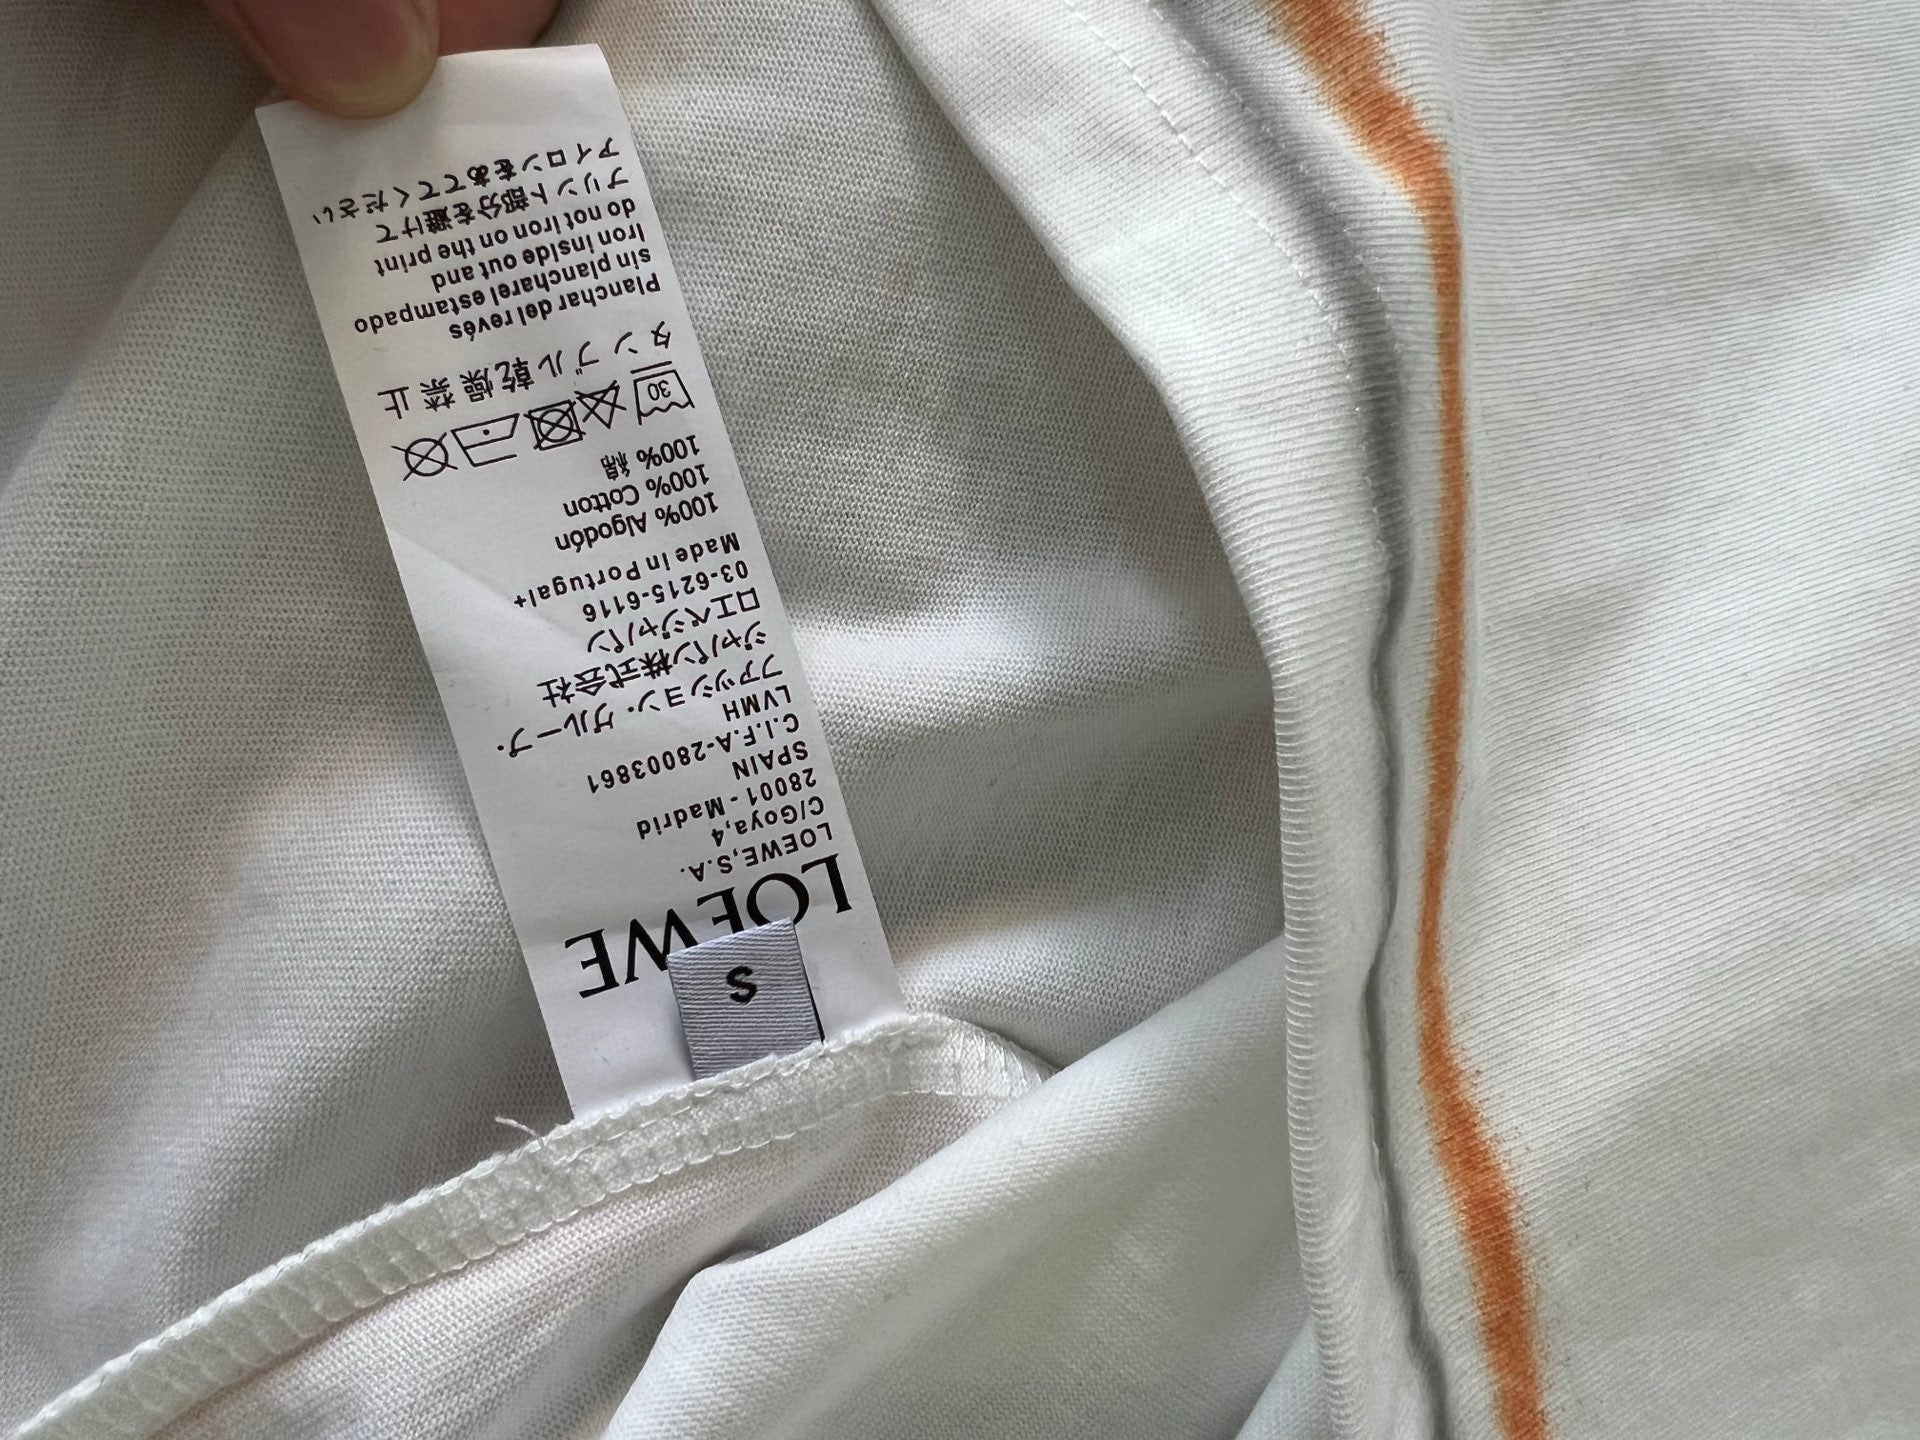 LOEWE
S
LOEWE,S.A.
C/Goya,4
28001 - Madrid
SPAIN
C.I.F.A-28003861
LVMH
ファッション・グループ・
ジャパン株式会社
ロエベジャパン
03-6215-6116
Made in Portugal+
100% Algodón
100% Cotton
100% 綿
30
タンブル乾燥禁止
Planchar del revés
sin planchar el estampado
Iron inside out and
do not iron on the print
プリント部分を避けて
アイロンをあててください